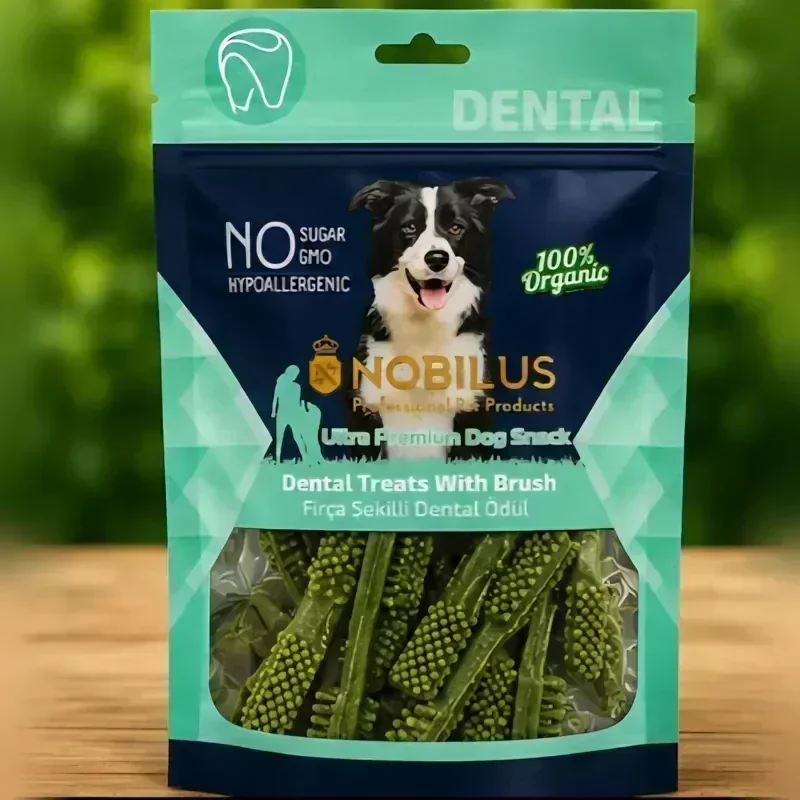 DENTAL
NO SUGAR
GMO
HYPOALLERGENIC
100%
Organic
NOBILUS
Professional Pet Products
Ultra Premium Dog Snack
Dental Treats With Brush
Fırça Şekilli Dental Ödül